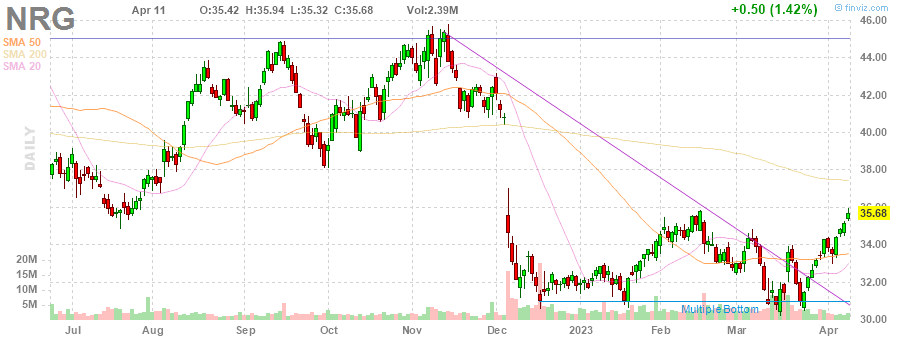 NRG Apr 11 O:35.42 H:35.94 L:35.32 C:35.68 Vol:2.39M +0.50 (1.42%) © finviz.com
SMA 50
SMA 200
SMA 20
DAILY
46.00
44.00
42.00
40.00
38.00
36.00
35.68
34.00
32.00
30.00
20M
15M
10M
5M
Multiple Bottom
Jul Aug Sep Oct Nov Dec 2023 Feb Mar Apr